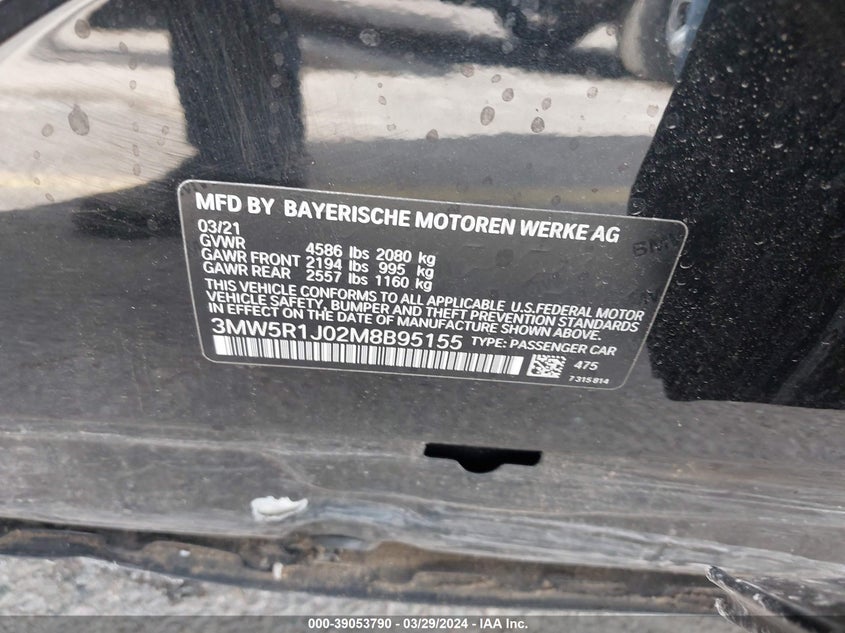 MFD BY BAYERISCHE MOTOREN WERKE AG
03/21
GVWR 4586 lbs 2080 kg
GAWR FRONT 2194 lbs 995 kg
GAWR REAR 2557 lbs 1160 kg
THIS VEHICLE CONFORMS TO ALL APPLICABLE U.S.FEDERAL MOTOR
VEHICLE SAFETY, BUMPER AND THEFT PREVENTION STANDARDS
IN EFFECT ON THE DATE OF MANUFACTURE SHOWN ABOVE.
3MW5R1J02M8B95155 TYPE: PASSENGER CAR
475
7 315 814
000-39053790 - 03/29/2024 - IAA Inc.